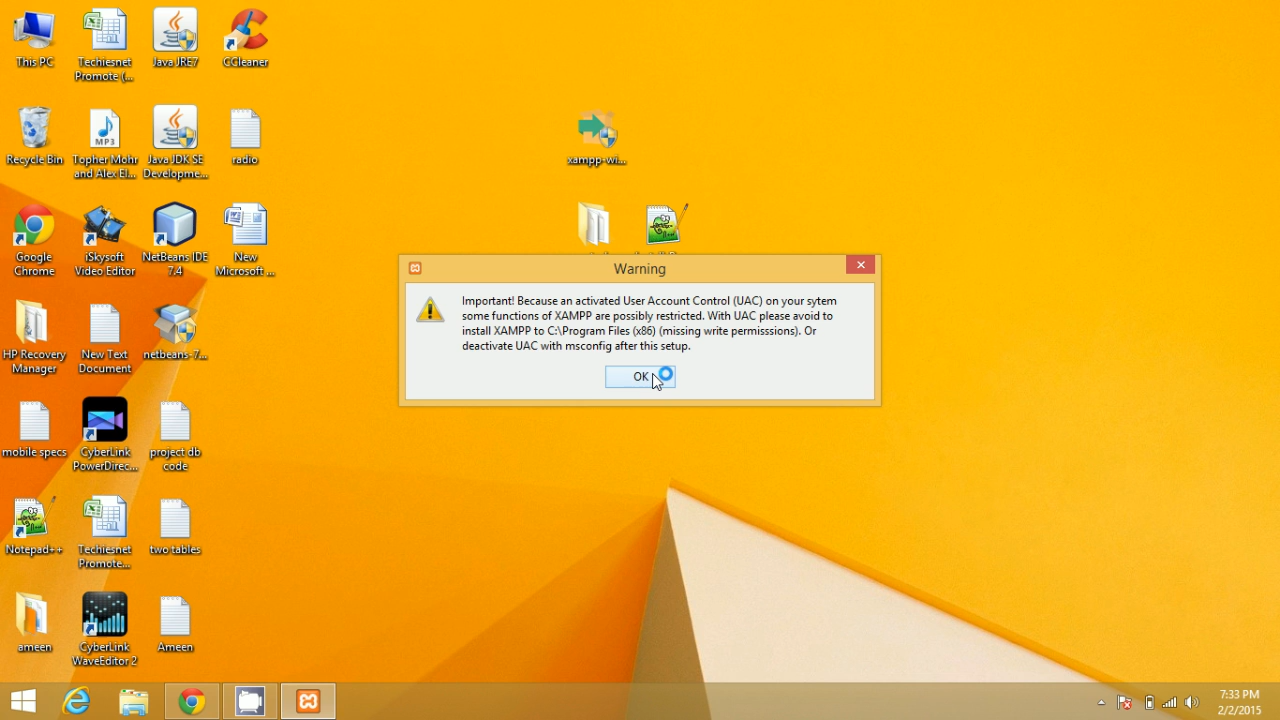 This PC
Techiesnet
Promote (...
Java JRE7
CCleaner
Recycle Bin
MP3
Topher Mohr
and Alex El...
Java JDK SE
Developme...
radio
Google
Chrome
iSkysoft
Video Editor
NetBeans IDE
7.4
New
Microsoft ...
HP Recovery
Manager
New Text
Document
netbeans-7...
mobile specs
CyberLink
PowerDirec...
project db
code
Notepad++
Techiesnet
Promote...
two tables
ameen
CyberLink
WaveEditor 2
Ameen
xampp-wi...
Warning
Important! Because an activated User Account Control (UAC) on your sytem
some functions of XAMPP are possibly restricted. With UAC please avoid to
install XAMPP to C:\Program Files (x86) (missing write permisssions). Or
deactivate UAC with msconfig after this setup.
OK
7:33 PM
2/2/2015